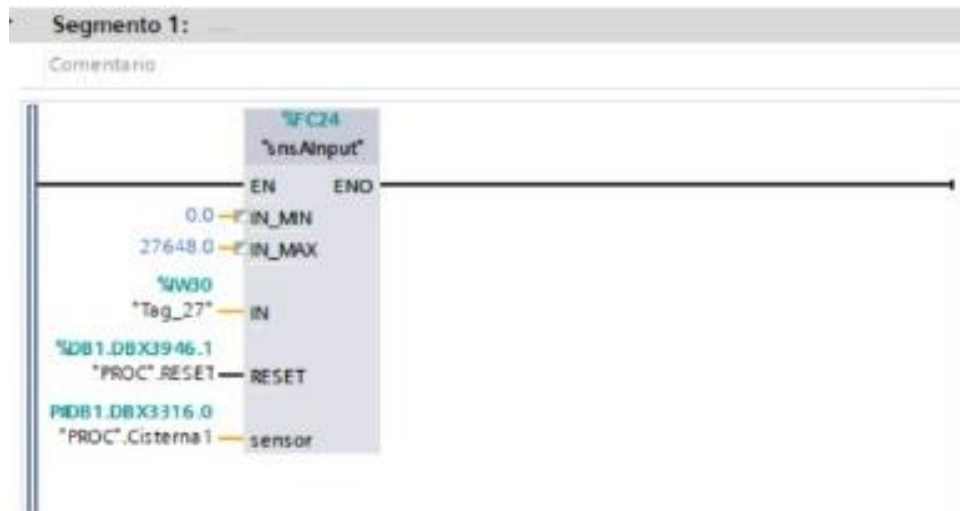 Segmento 1:
Comentario
%FC24
"snsAInput"
EN ENO
0.0 IN_MIN
27648.0 IN_MAX
%IW30
"Tag_27" IN
%DB1.DBX3946.1
"PROC".RESET RESET
P#DB1.DBX3316.0
"PROC".Cisterna1 sensor